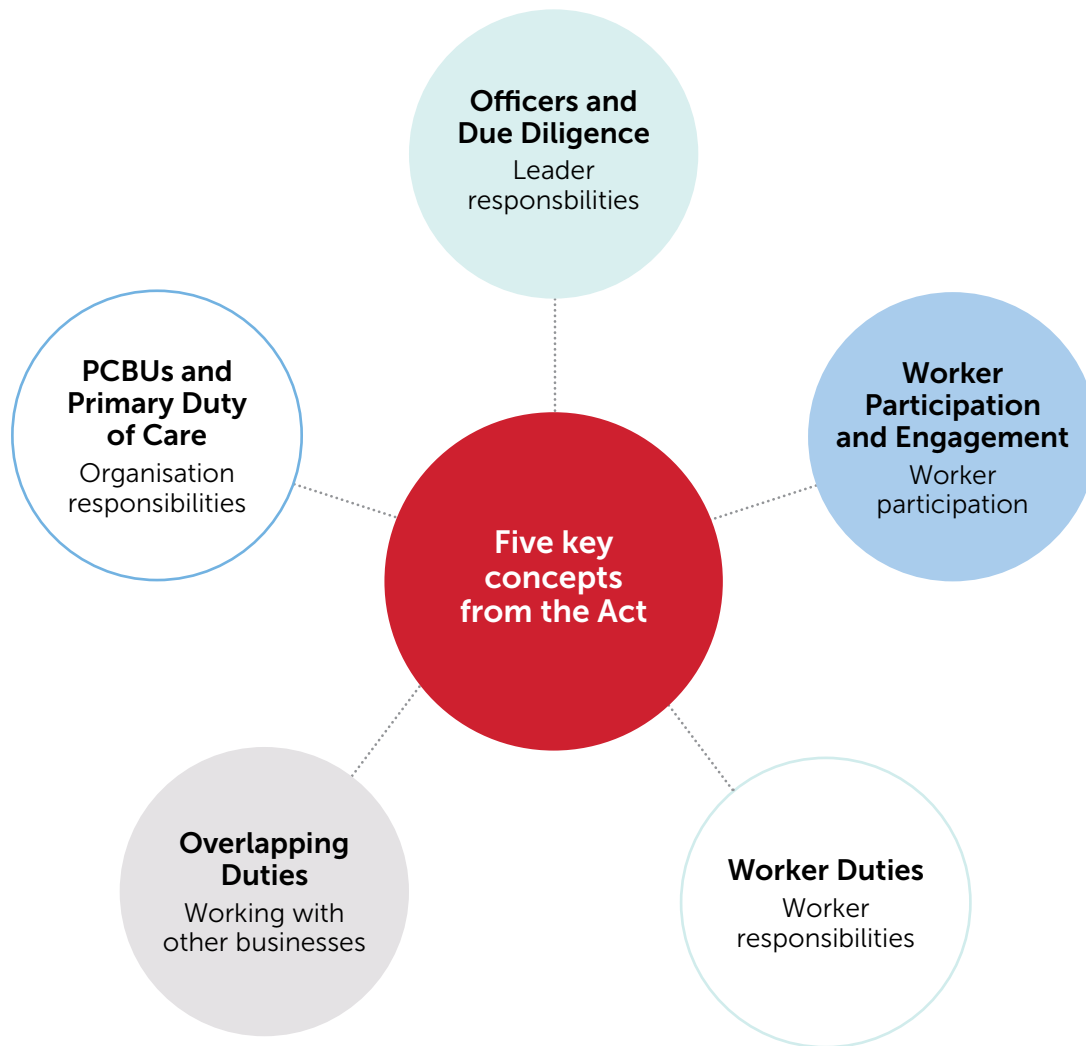 Officers and
Due Diligence
Leader
responsbilities
PCBUs and
Primary Duty
of Care
Organisation
responsibilities
Worker
Participation
and Engagement
Worker
participation
Five key
concepts
from the Act
Overlapping
Duties
Working with
other businesses
Worker Duties
Worker
responsibilities